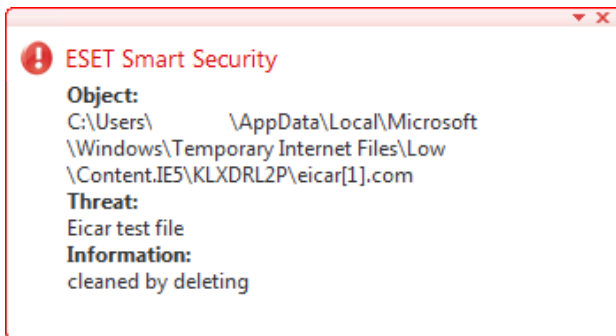 ESET Smart Security
Object:
C:\Users\ \AppData\Local\Microsoft
\Windows\Temporary Internet Files\Low
\Content.IE5\KLXDRL2P\eicar[1].com
Threat:
Eicar test file
Information:
cleaned by deleting